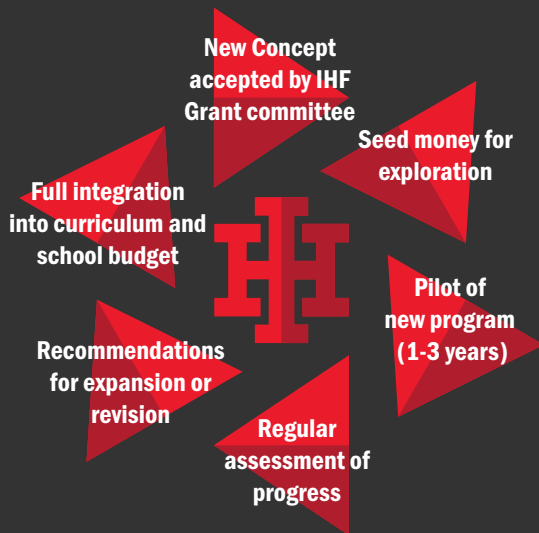 New Concept
accepted by IHF
Grant committee
Seed money for
exploration
Pilot of
new program
(1-3 years)
Regular
assessment of
progress
Recommendations
for expansion or
revision
Full integration
into curriculum and
school budget